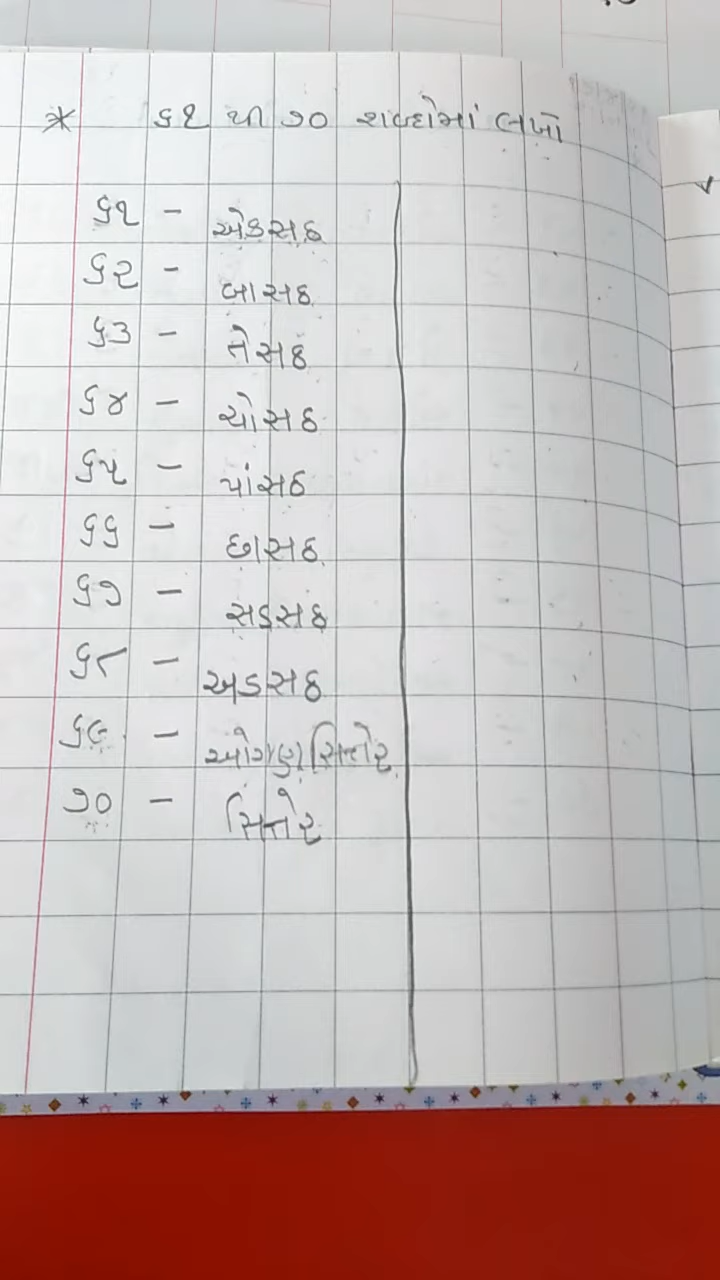 * ૬૧ થી ૭૦ શબ્દોમાં લખો
૬૧ - એકસઠ
૬૨ - બાસઠ
૬૩ - તેસઠ
૬૪ - ચોસઠ
૬૫ - પાંસઠ
૬૬ - છાસઠ
૬૭ - સડસઠ
૬૮ - અડસઠ
૬૯ - ઓગણસિત્તેર
૭૦ - સિત્તેર